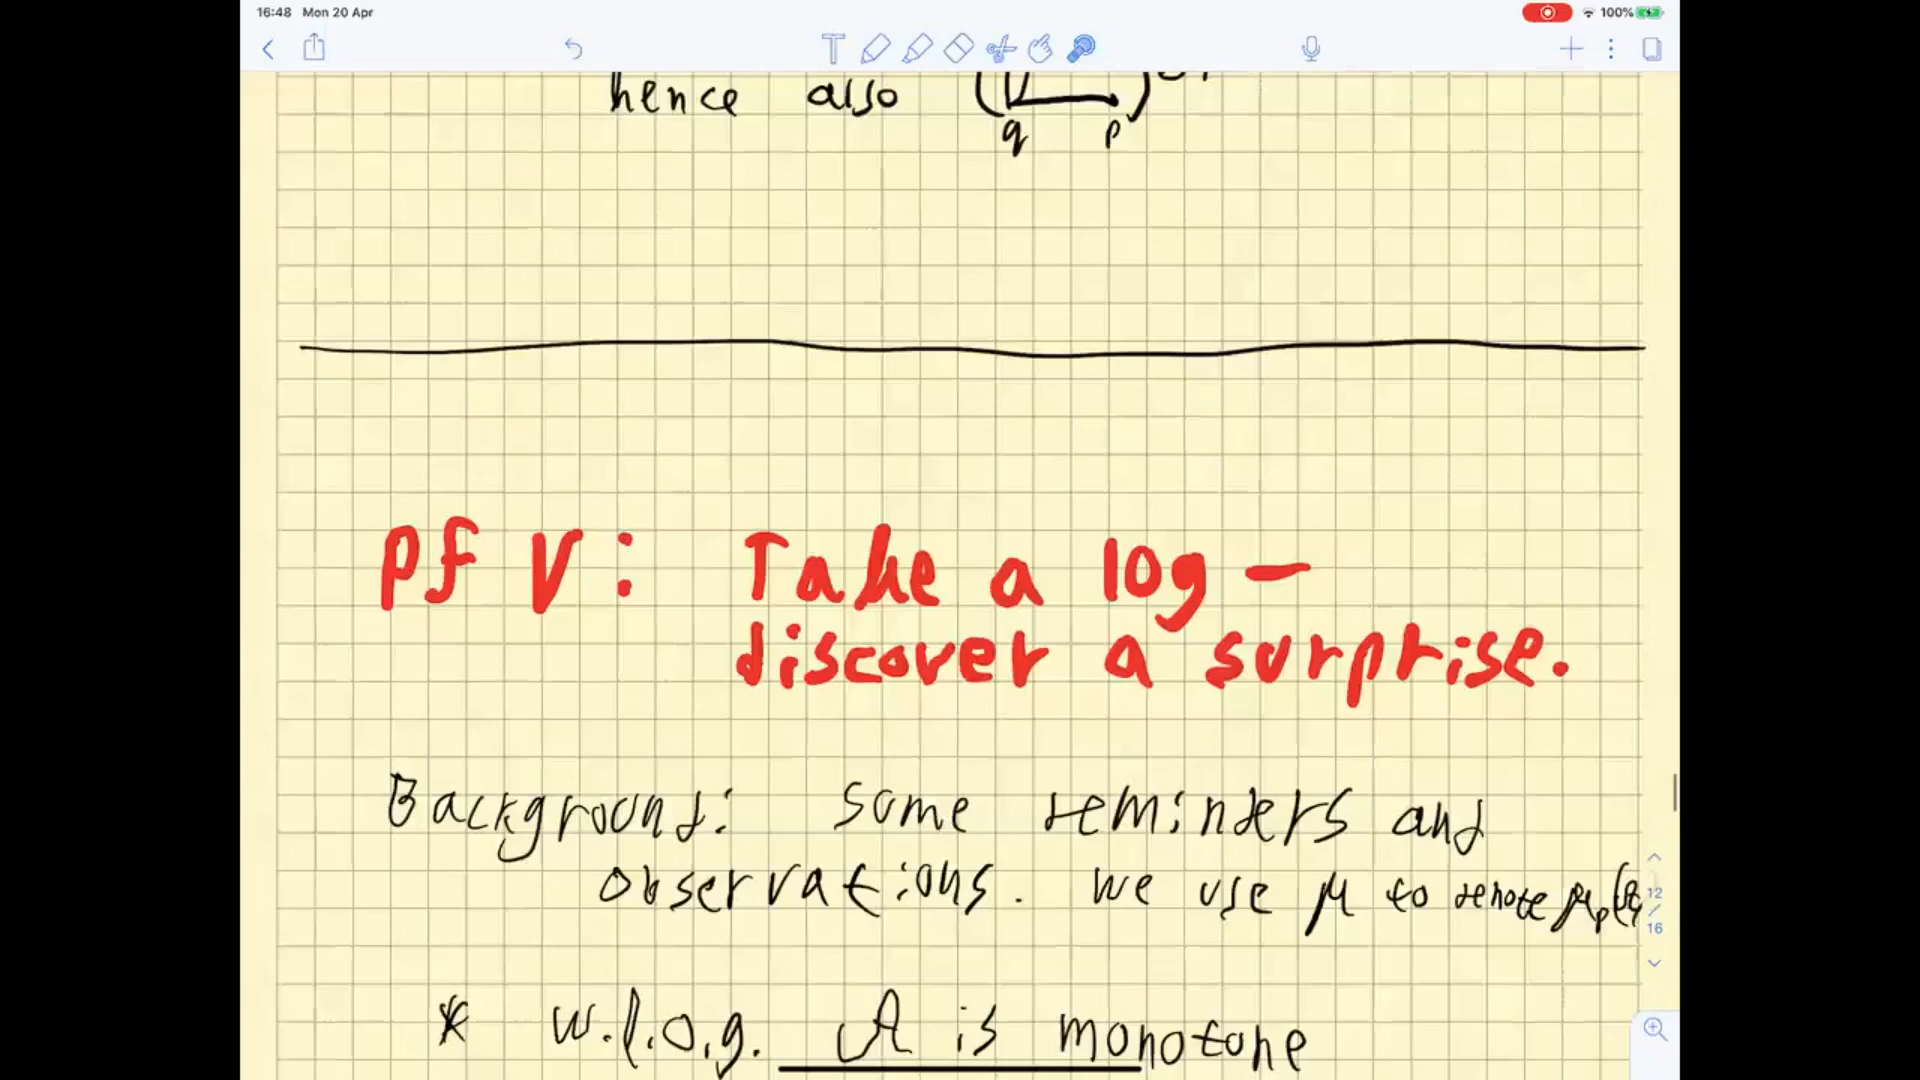 16:48 Mon 20 Apr
100%
T
hence also (
q p
Pf V: Take a log –
discover a surprise.
Background: some reminders and
observations. we use μ to denote μp(
12
/
16
* w.l.o.g. A is monotone